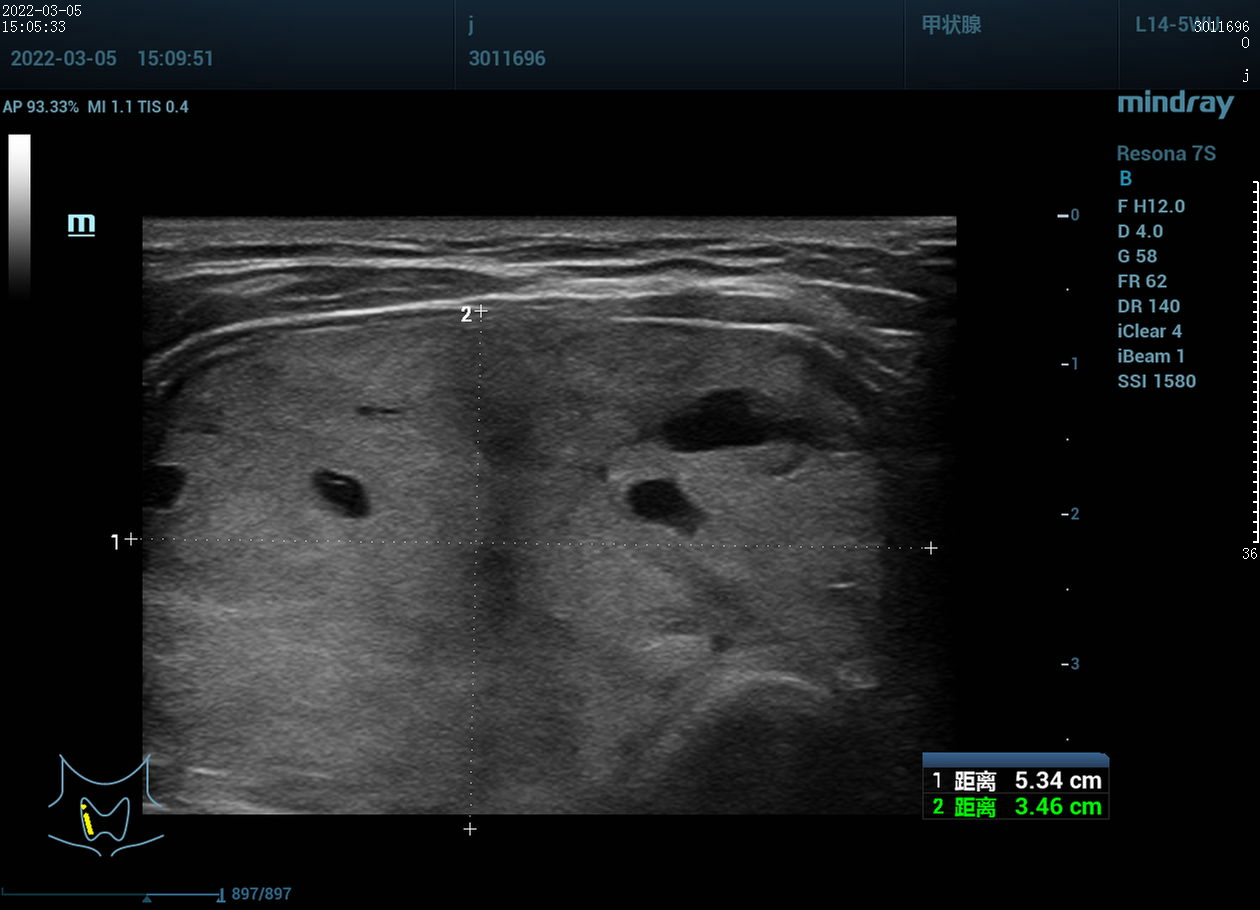 2022-03-05
15:05:33
2022-03-05 15:09:51
j
3011696
甲状腺
3011696
0
j
AP 93.33% MI 1.1 TIS 0.4
mindray
Resona 7S
B
F H12.0
D 4.0
G 58
FR 62
DR 140
iClear 4
iBeam 1
SSI 1580
m
0
1
2
3
36
2
1
1 距离 5.34 cm
2 距离 3.46 cm
897/897